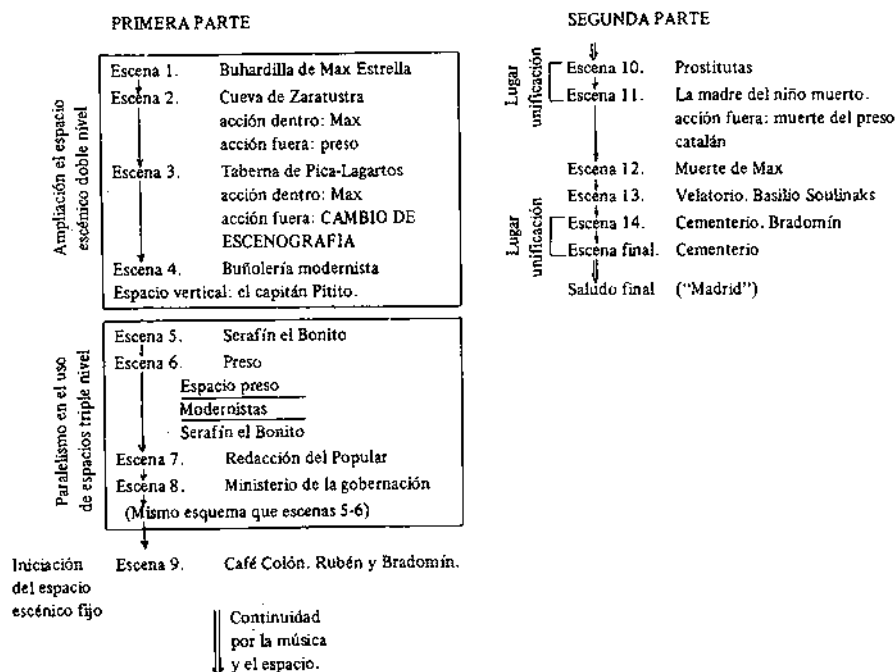 PRIMERA PARTE
Ampliación el espacio
escénico doble nivel
Escena 1. Buhardilla de Max Estrella
Escena 2. Cueva de Zaratustra
acción dentro: Max
acción fuera: preso
Escena 3. Taberna de Pica-Lagartos
acción dentro: Max
acción fuera: CAMBIO DE
ESCENOGRAFIA
Escena 4. Buñolería modernista
Espacio vertical: el capitán Pitito.
Paralelismo en el uso
de espacios triple nivel
Escena 5. Serafín el Bonito
Escena 6. Preso
Espacio preso
Modernistas
Serafín el Bonito
Escena 7. Redacción del Popular
Escena 8. Ministerio de la gobernación
(Mismo esquema que escenas 5-6)
Iniciación
del espacio
escénico fijo
Escena 9. Café Colón. Rubén y Bradomín.
Continuidad
por la música
y el espacio.
SEGUNDA PARTE
Lugar
unificación
Escena 10. Prostitutas
Escena 11. La madre del niño muerto.
acción fuera: muerte del preso
catalán
Escena 12. Muerte de Max
Escena 13. Velatorio. Basilio Soulinaks
Lugar
unificación
Escena 14. Cementerio. Bradomín
Escena final. Cementerio
Saludo final ("Madrid")